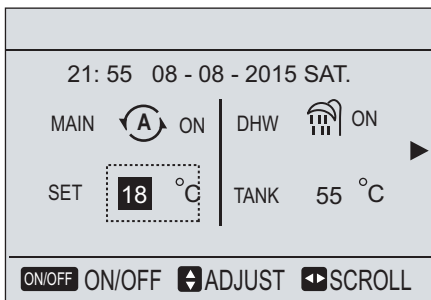 21: 55 08 - 08 - 2015 SAT.
MAIN A ON DHW ON
SET 18 °C TANK 55 °C
ON/OFF ON/OFF ADJUST SCROLL